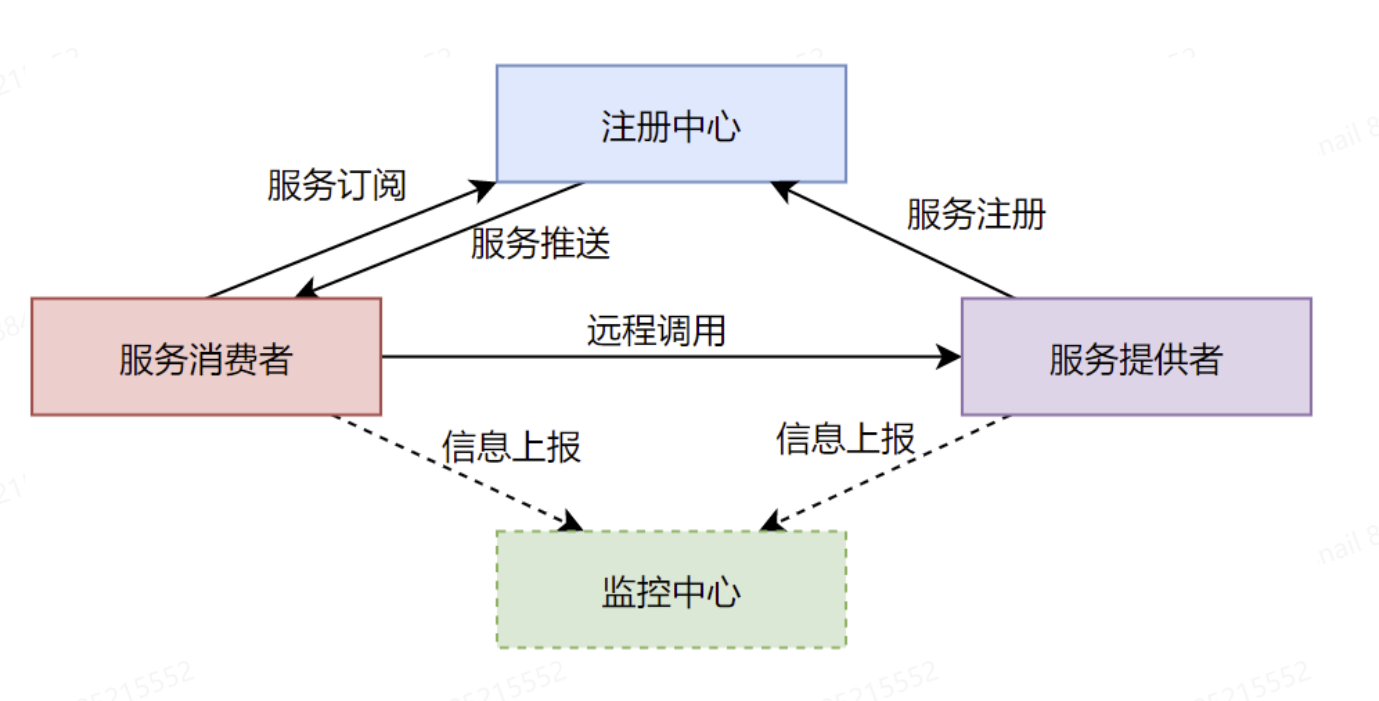 注册中心
服务订阅
服务注册
服务推送
远程调用
服务消费者
服务提供者
信息上报
信息上报
监控中心
nail 8
nail 8
5215552
5215552
5215552
5215552